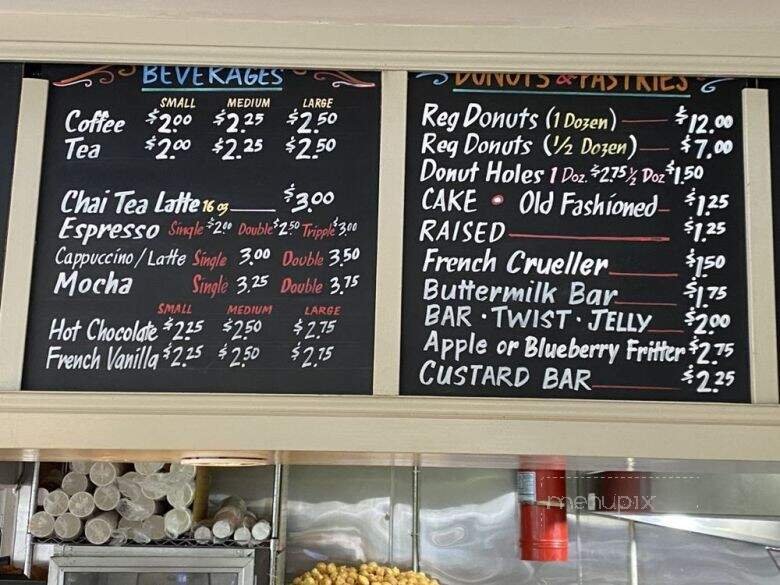 BEVERAGES
SMALL MEDIUM LARGE
Coffee $2.00 $2.25 $2.50
Tea $2.00 $2.25 $2.50
Chai Tea Latte 16 oz $3.00
Espresso Single $2.00 Double $2.50 Tripple $3.00
Cappuccino/Latte Single 3.00 Double 3.50
Mocha Single 3.25 Double 3.75
SMALL MEDIUM LARGE
Hot Chocolate $2.25 $2.50 $2.75
French Vanilla $2.25 $2.50 $2.75
DONUTS & PASTRIES
Reg Donuts (1 Dozen) $12.00
Reg Donuts (1/2 Dozen) $7.00
Donut Holes 1 Doz. $2.75 1/2 Doz $1.50
CAKE • Old Fashioned $1.25
RAISED $1.25
French Crueller $1.50
Buttermilk Bar $1.75
BAR · TWIST · JELLY $2.00
Apple or Blueberry Fritter $2.75
CUSTARD BAR $2.25
menupix